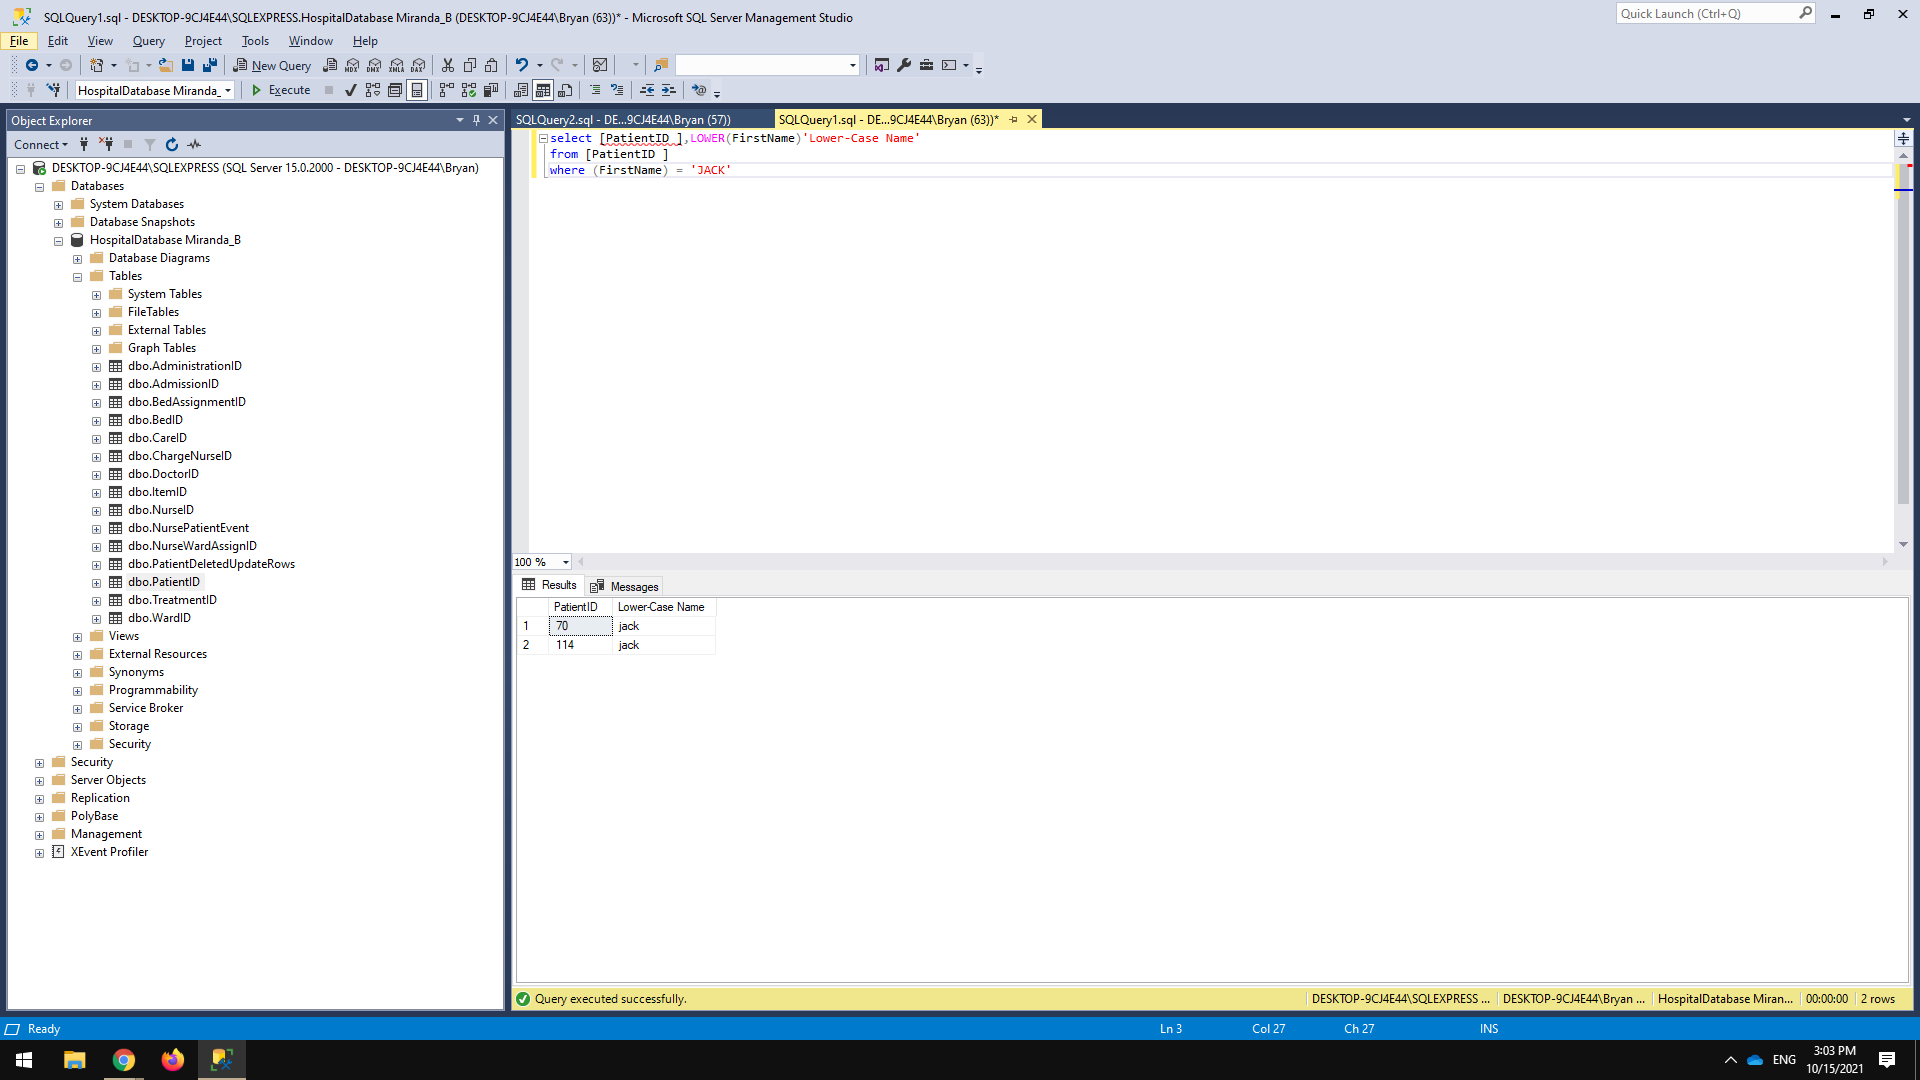 SQLQuery1.sql - DESKTOP-9CJ4E44\SQLEXPRESS.HospitalDatabase Miranda_B (DESKTOP-9CJ4E44\Bryan (63))* - Microsoft SQL Server Management Studio
Quick Launch (Ctrl+Q)
File Edit View Query Project Tools Window Help
New Query
MDX DMX XMLA DAX
HospitalDatabase Miranda_
Execute
Object Explorer
Connect
DESKTOP-9CJ4E44\SQLEXPRESS (SQL Server 15.0.2000 - DESKTOP-9CJ4E44\Bryan)
Databases
System Databases
Database Snapshots
HospitalDatabase Miranda_B
Database Diagrams
Tables
System Tables
FileTables
External Tables
Graph Tables
dbo.AdministrationID
dbo.AdmissionID
dbo.BedAssignmentID
dbo.BedID
dbo.CareID
dbo.ChargeNurseID
dbo.DoctorID
dbo.ItemID
dbo.NurseID
dbo.NursePatientEvent
dbo.NurseWardAssignID
dbo.PatientDeletedUpdateRows
dbo.PatientID
dbo.TreatmentID
dbo.WardID
Views
External Resources
Synonyms
Programmability
Service Broker
Storage
Security
Security
Server Objects
Replication
PolyBase
Management
XEvent Profiler
SQLQuery2.sql - DE...9CJ4E44\Bryan (57))
SQLQuery1.sql - DE...9CJ4E44\Bryan (63))*
select [PatientID ],LOWER(FirstName)'Lower-Case Name'
from [PatientID ]
where (FirstName) = 'JACK'
100 %
Results Messages
PatientID Lower-Case Name
1 70 jack
2 114 jack
Query executed successfully.
DESKTOP-9CJ4E44\SQLEXPRESS ... DESKTOP-9CJ4E44\Bryan ... HospitalDatabase Miran... 00:00:00 2 rows
Ready
Ln 3 Col 27 Ch 27 INS
ENG
3:03 PM
10/15/2021